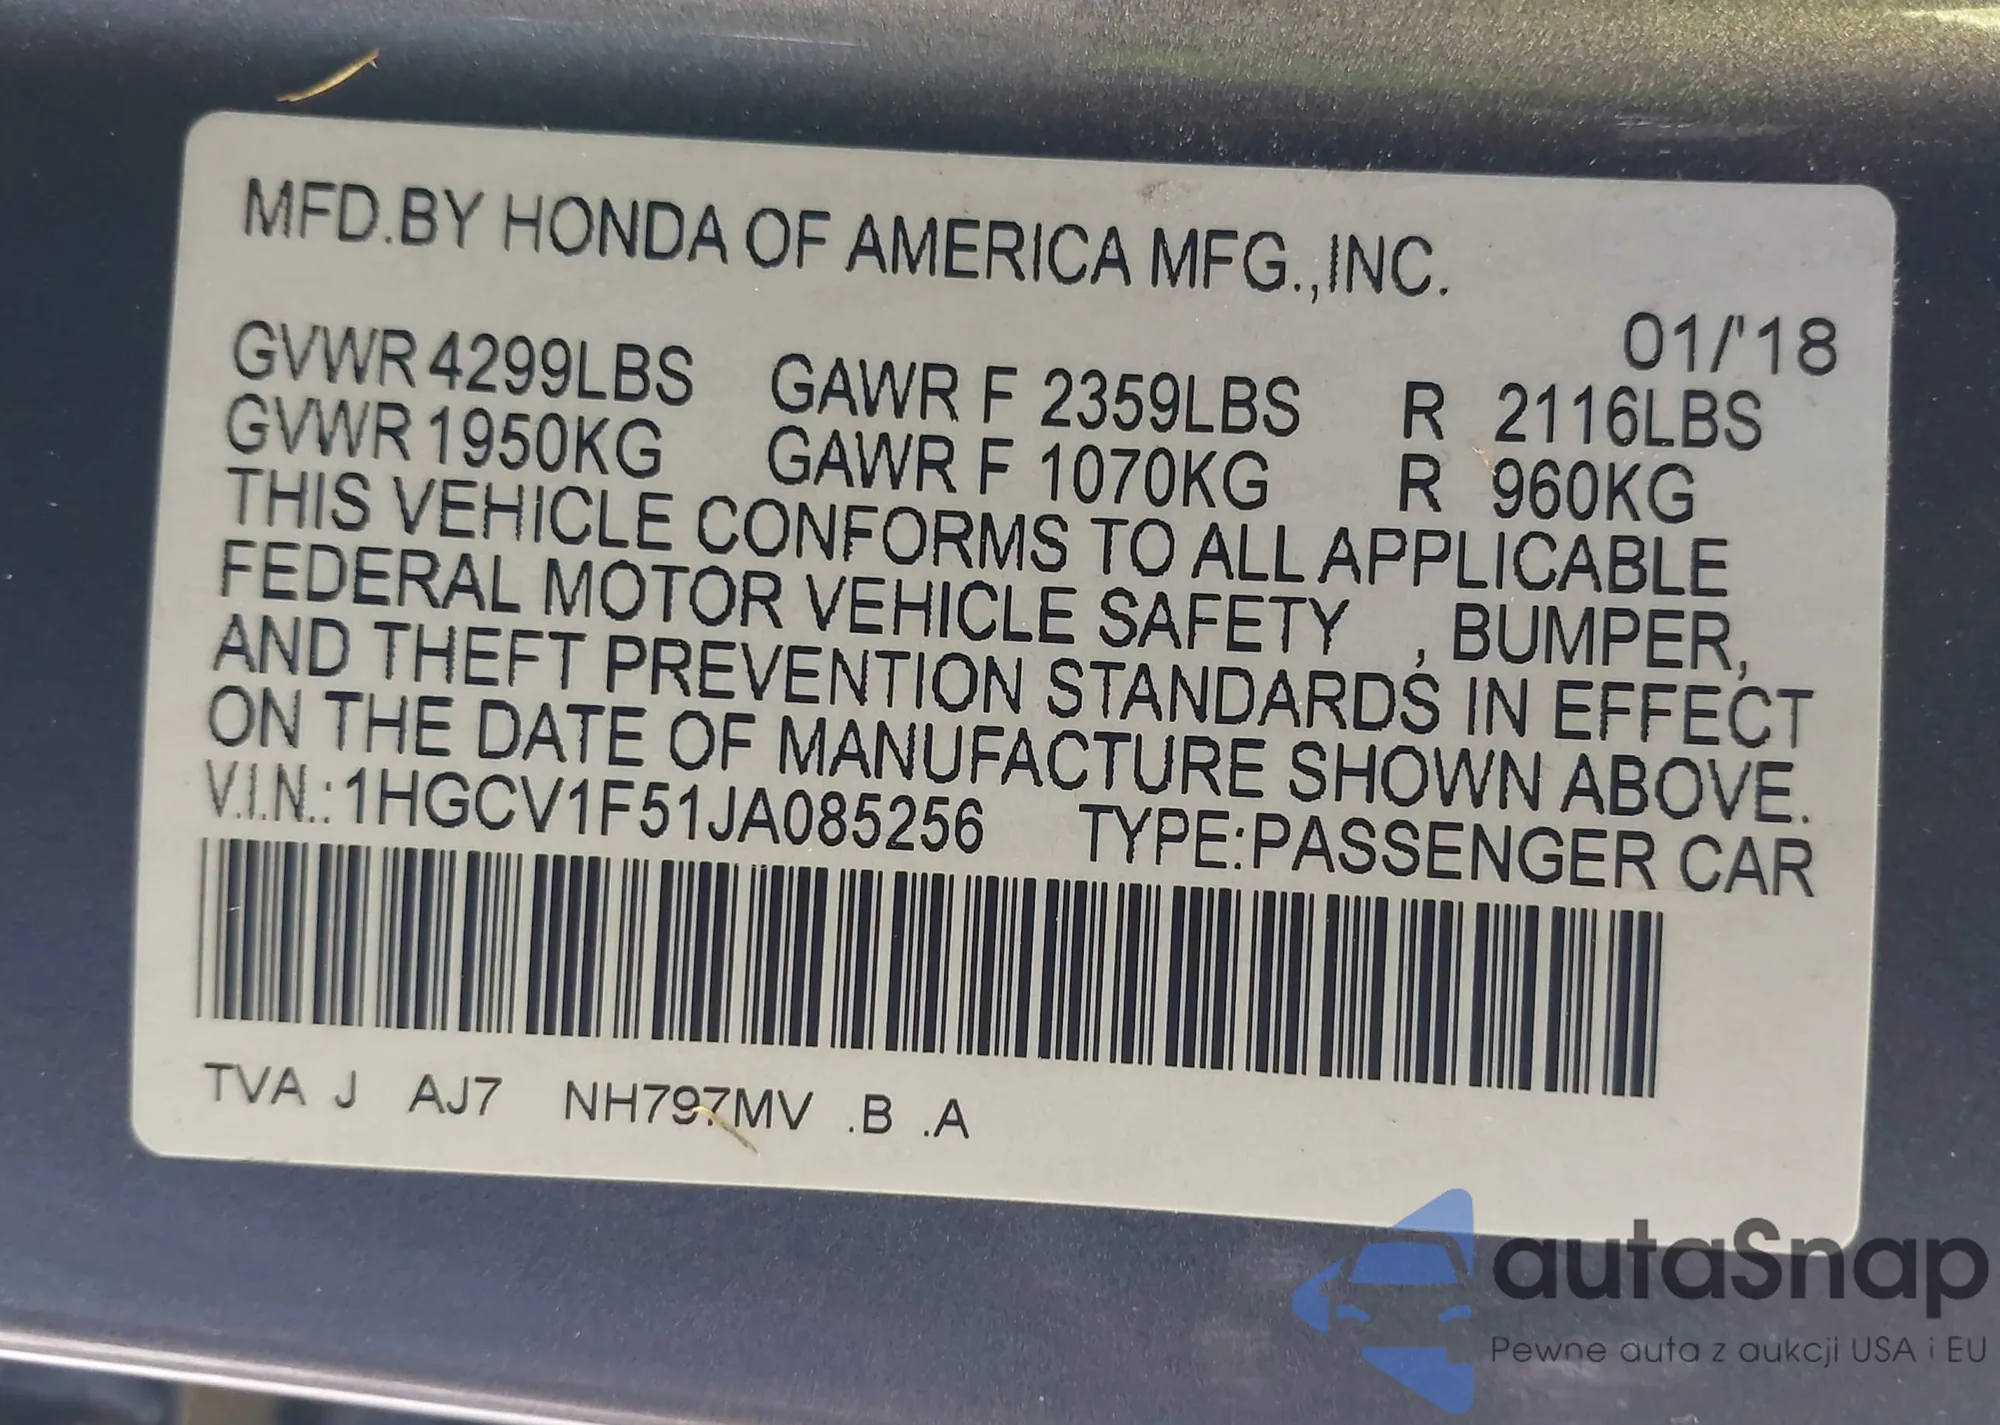 MFD.BY HONDA OF AMERICA MFG.,INC.
01/'18
GVWR 4299LBS GAWR F 2359LBS R 2116LBS
GVWR 1950KG GAWR F 1070KG R 960KG
THIS VEHICLE CONFORMS TO ALL APPLICABLE
FEDERAL MOTOR VEHICLE SAFETY , BUMPER,
AND THEFT PREVENTION STANDARDS IN EFFECT
ON THE DATE OF MANUFACTURE SHOWN ABOVE.
V.I.N.:1HGCV1F51JA085256 TYPE:PASSENGER CAR
TVA J AJ7 NH797MV .B .A
autaSnap
Pewne auta z aukcji USA i EU